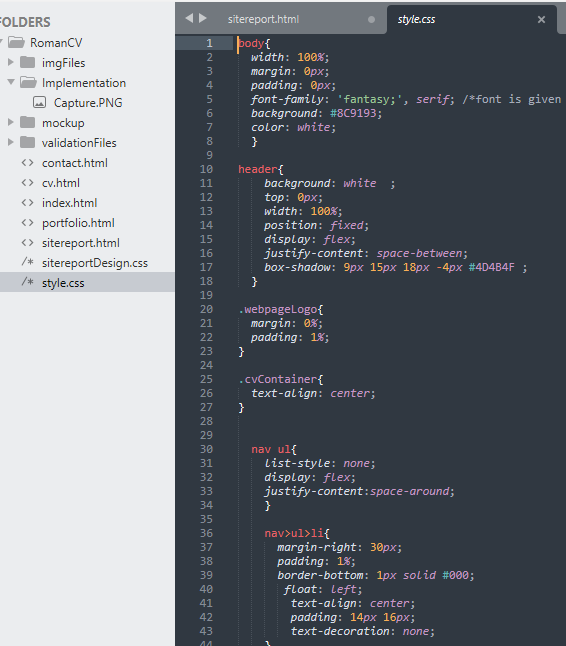 FOLDERS
RomanCV
imgFiles
Implementation
Capture.PNG
mockup
validationFiles
contact.html
cv.html
index.html
portfolio.html
sitereport.html
/* sitereportDesign.css
/* style.css
sitereport.html
style.css
1 body{
2 width: 100%;
3 margin: 0px;
4 padding: 0px;
5 font-family: 'fantasy;', serif; /*font is given
6 background: #8C9193;
7 color: white;
8 }
9
10 header{
11 background: white ;
12 top: 0px;
13 width: 100%;
14 position: fixed;
15 display: flex;
16 justify-content: space-between;
17 box-shadow: 9px 15px 18px -4px #4D4B4F ;
18 }
19
20 .webpageLogo{
21 margin: 0%;
22 padding: 1%;
23 }
24
25 .cvContainer{
26 text-align: center;
27 }
28
29
30 nav ul{
31 list-style: none;
32 display: flex;
33 justify-content:space-around;
34 }
35
36 nav>ul>li{
37 margin-right: 30px;
38 padding: 1%;
39 border-bottom: 1px solid #000;
40 float: left;
41 text-align: center;
42 padding: 14px 16px;
43 text-decoration: none;
44 }